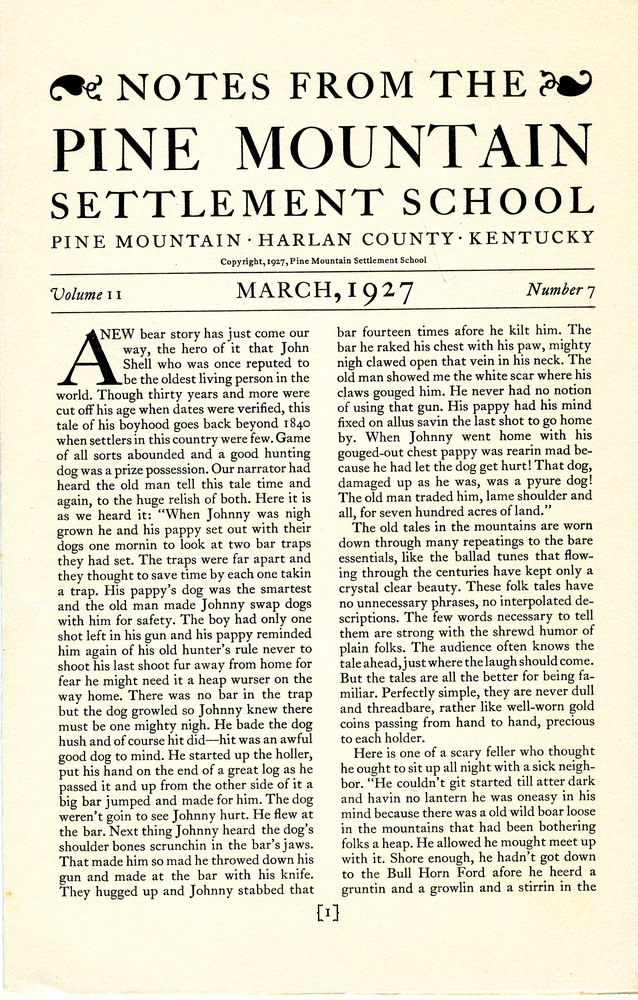 NOTES FROM THE
PINE MOUNTAIN
SETTLEMENT SCHOOL
PINE MOUNTAIN · HARLAN COUNTY · KENTUCKY
Copyright, 1927, Pine Mountain Settlement School
Volume 11 MARCH, 1927 Number 7
A NEW bear story has just come our
way, the hero of it that John
Shell who was once reputed to
be the oldest living person in the
world. Though thirty years and more were
cut off his age when dates were verified, this
tale of his boyhood goes back beyond 1840
when settlers in this country were few. Game
of all sorts abounded and a good hunting
dog was a prize possession. Our narrator had
heard the old man tell this tale time and
again, to the huge relish of both. Here it is
as we heard it: "When Johnny was nigh
grown he and his pappy set out with their
dogs one mornin to look at two bar traps
they had set. The traps were far apart and
they thought to save time by each one takin
a trap. His pappy's dog was the smartest
and the old man made Johnny swap dogs
with him for safety. The boy had only one
shot left in his gun and his pappy reminded
him again of his old hunter's rule never to
shoot his last shoot fur away from home for
fear he might need it a heap wurser on the
way home. There was no bar in the trap
but the dog growled so Johnny knew there
must be one mighty nigh. He bade the dog
hush and of course hit did—hit was an awful
good dog to mind. He started up the holler,
put his hand on the end of a great log as he
passed it and up from the other side of it a
big bar jumped and made for him. The dog
weren't goin to see Johnny hurt. He flew at
the bar. Next thing Johnny heard the dog's
shoulder bones scrunchin in the bar's jaws.
That made him so mad he throwed down his
gun and made at the bar with his knife.
They hugged up and Johnny stabbed that
bar fourteen times afore he kilt him. The
bar he raked his chest with his paw, mighty
nigh clawed open that vein in his neck. The
old man showed me the white scar where his
claws gouged him. He never had no notion
of using that gun. His pappy had his mind
fixed on allus savin the last shot to go home
by. When Johnny went home with his
gouged-out chest pappy was rearin mad be-
cause he had let the dog get hurt! That dog,
damaged up as he was, was a pyure dog!
The old man traded him, lame shoulder and
all, for seven hundred acres of land."
The old tales in the mountains are worn
down through many repeatings to the bare
essentials, like the ballad tunes that flow-
ing through the centuries have kept only a
crystal clear beauty. These folk tales have
no unnecessary phrases, no interpolated de-
scriptions. The few words necessary to tell
them are strong with the shrewd humor of
plain folks. The audience often knows the
tale ahead, just where the laugh should come.
But the tales are all the better for being fa-
miliar. Perfectly simple, they are never dull
and threadbare, rather like well-worn gold
coins passing from hand to hand, precious
to each holder.
Here is one of a scary feller who thought
he ought to sit up all night with a sick neigh-
bor. "He couldn't git started till atter dark
and havin no lantern he was oneasy in his
mind because there was a old wild boar loose
in the mountains that had been bothering
folks a heap. He allowed he mought meet up
with it. Shore enough, he hadn't got down
to the Bull Horn Ford afore he heerd a
gruntin and a growlin and a stirrin in the
[1]